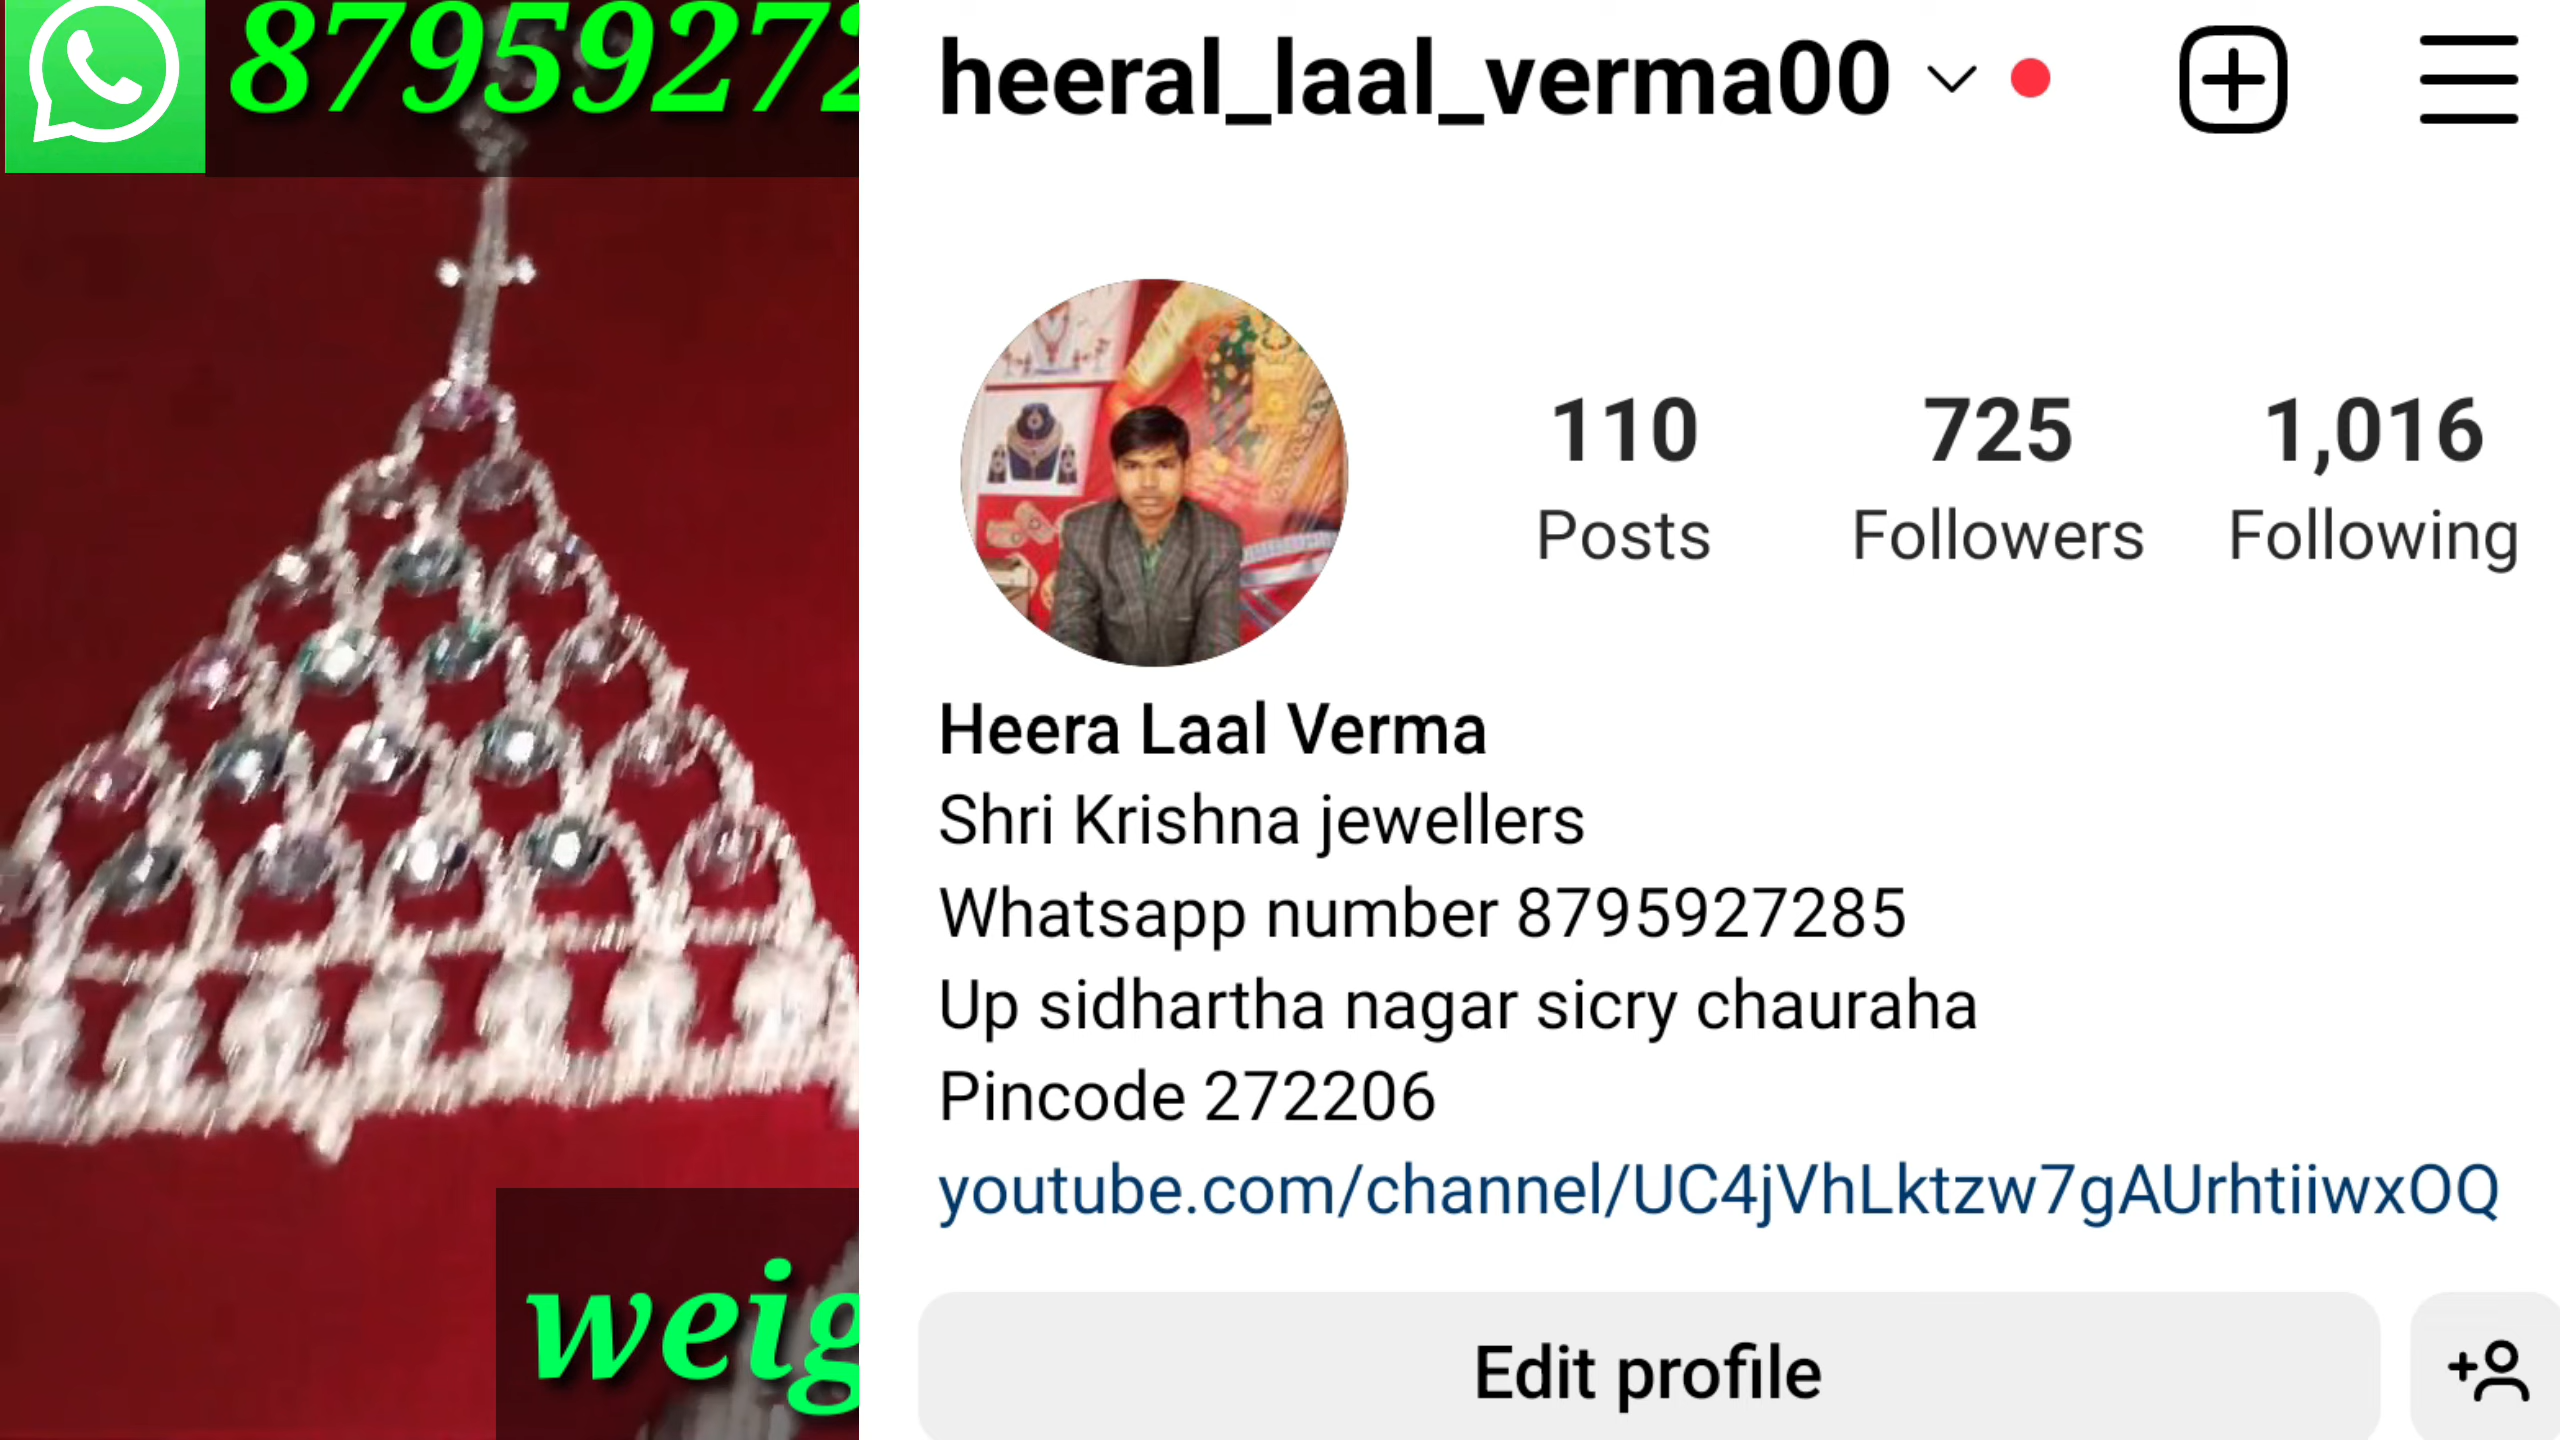 8795927
weig
heeral_laal_verma00
110
Posts
725
Followers
1,016
Following
Heera Laal Verma
Shri Krishna jewellers
Whatsapp number 8795927285
Up sidhartha nagar sicry chauraha
Pincode 272206
youtube.com/channel/UC4jVhLktzw7gAUrhtiiwxOQ
Edit profile